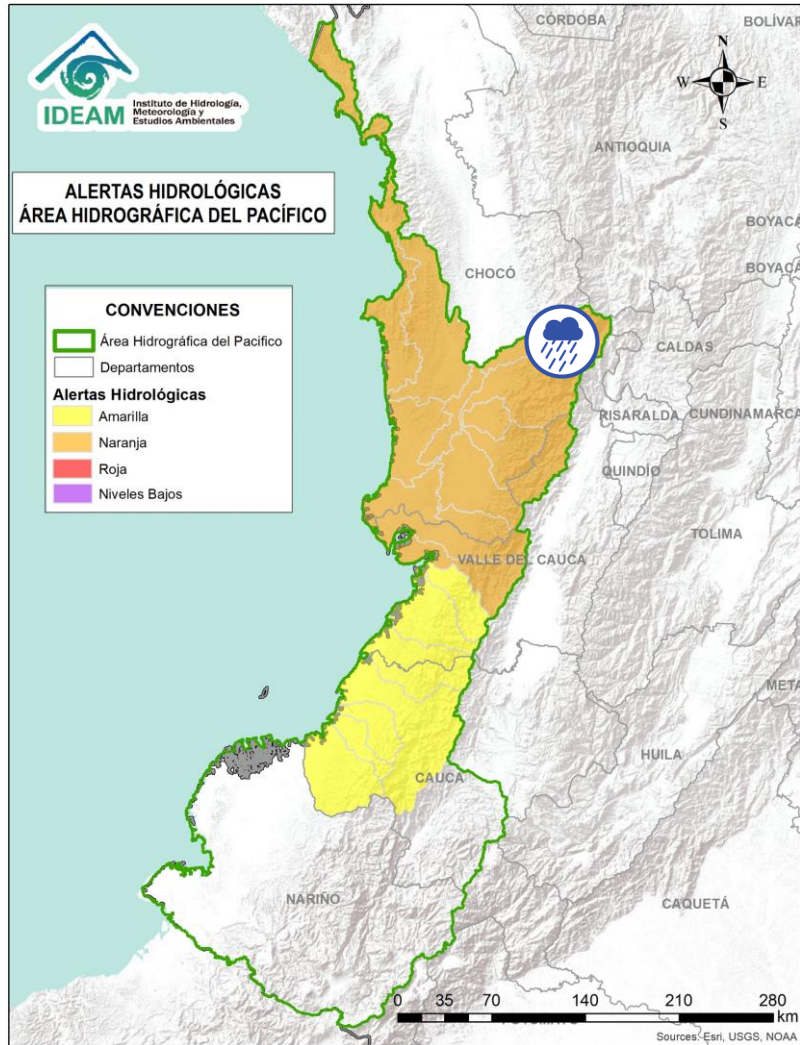 IDEAM
Instituto de Hidrología,
Meteorología y
Estudios Ambientales
ALERTAS HIDROLÓGICAS
ÁREA HIDROGRÁFICA DEL PACÍFICO
CONVENCIONES
Área Hidrográfica del Pacifico
Departamentos
Alertas Hidrológicas
Amarilla
Naranja
Roja
Niveles Bajos
CÓRDOBA
BOLÍVAR
N
W
E
S
ANTIOQUIA
BOYACÁ
CHOCÓ
BOYACÁ
CALDAS
RISARALDA
CUNDINAMARCA
QUINDÍO
TOLIMA
VALLE DEL CAUCA
META
HUILA
CAUCA
NARIÑO
CAQUETÁ
0 35 70 140 210 280
km
Sources: Esri, USGS, NOAA